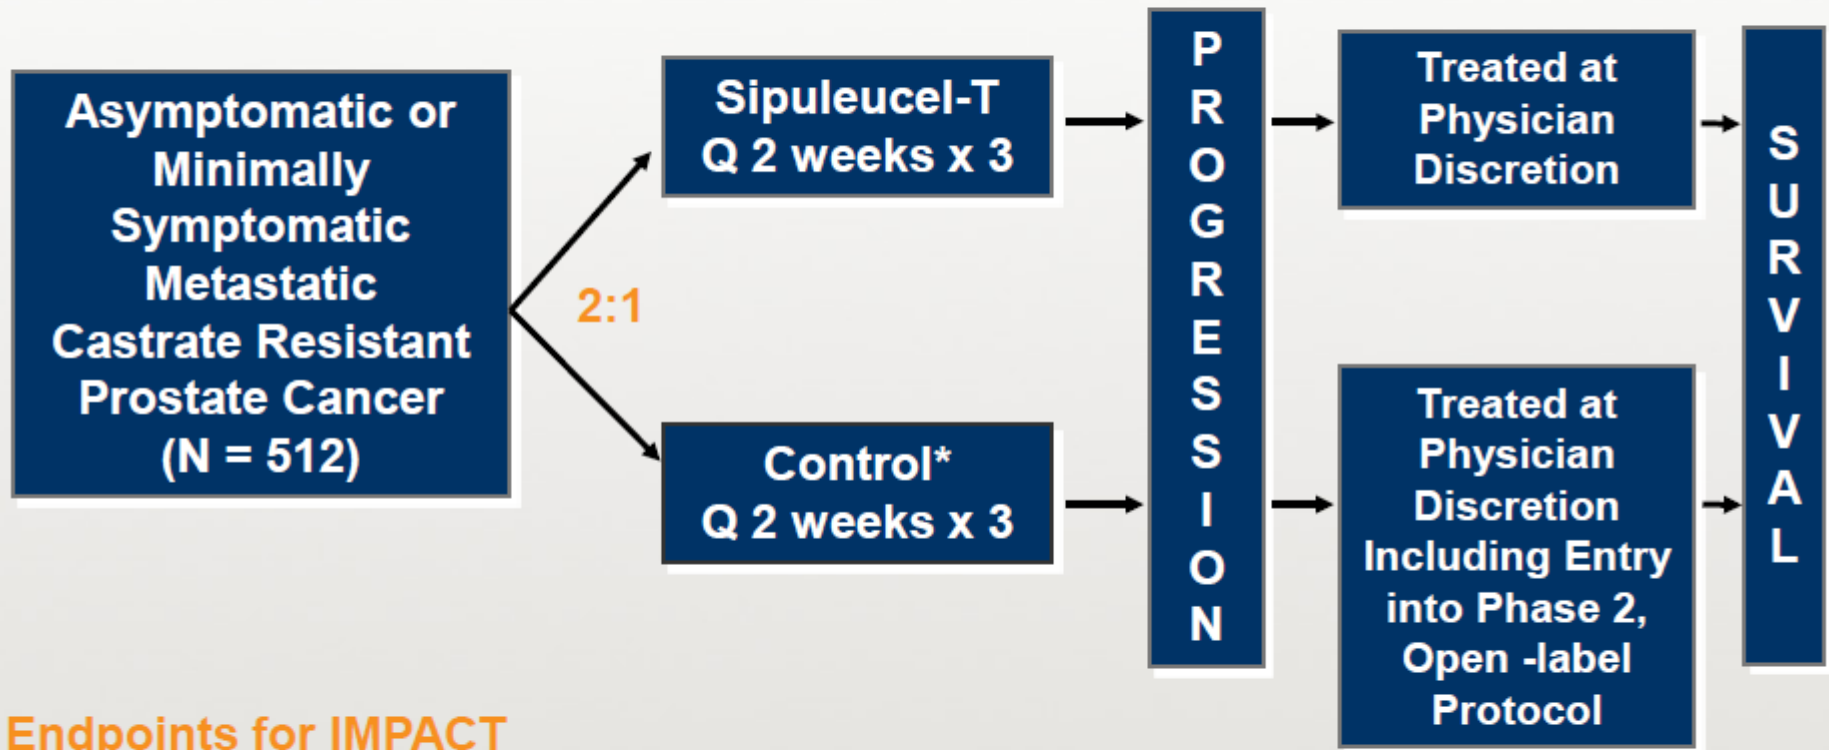 Asymptomatic or
Minimally
Symptomatic
Metastatic
Castrate Resistant
Prostate Cancer
(N = 512)
2:1
Sipuleucel-T
Q 2 weeks x 3
Control*
Q 2 weeks x 3
PROGRESSION
Treated at
Physician
Discretion
Treated at
Physician
Discretion
Including Entry
into Phase 2,
Open -label
Protocol
SURVIVAL
Endpoints for IMPACT